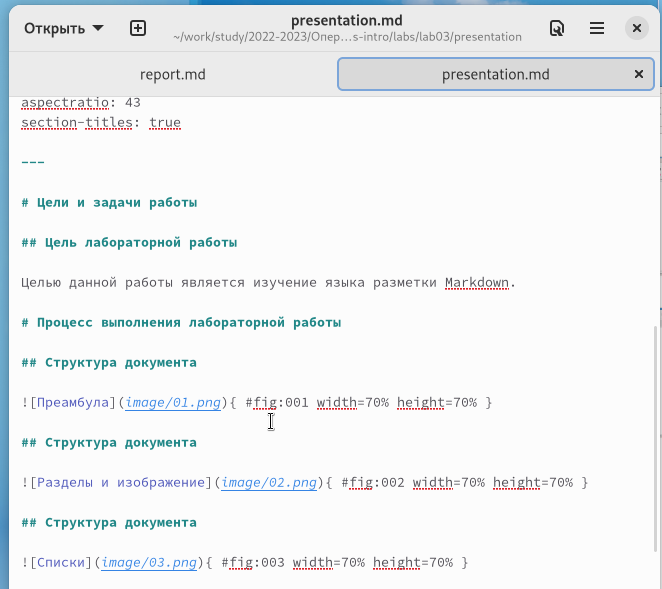 Открыть
presentation.md
~/work/study/2022-2023/Опер…s-intro/labs/lab03/presentation
report.md
presentation.md
aspectratio: 43
section-titles: true
---
# Цели и задачи работы
## Цель лабораторной работы
Целью данной работы является изучение языка разметки Markdown.
# Процесс выполнения лабораторной работы
## Структура документа
![Преамбула](image/01.png){ #fig:001 width=70% height=70% }
## Структура документа
![Разделы и изображение](image/02.png){ #fig:002 width=70% height=70% }
## Структура документа
![Списки](image/03.png){ #fig:003 width=70% height=70% }